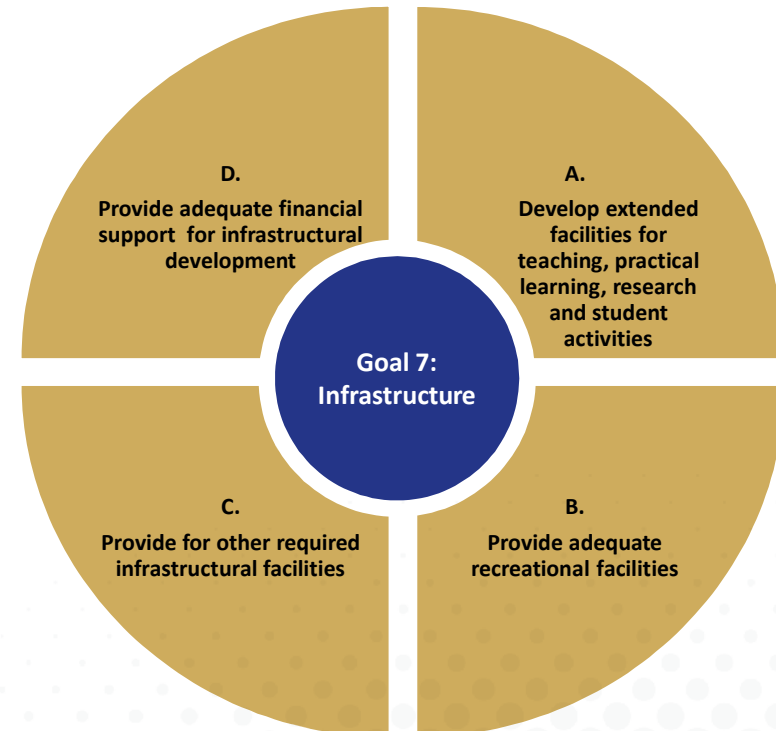 D.
Provide adequate financial
support for infrastructural
development
A.
Develop extended
facilities for
teaching, practical
learning, research
and student
activities
Goal 7:
Infrastructure
C.
Provide for other required
infrastructural facilities
B.
Provide adequate
recreational facilities